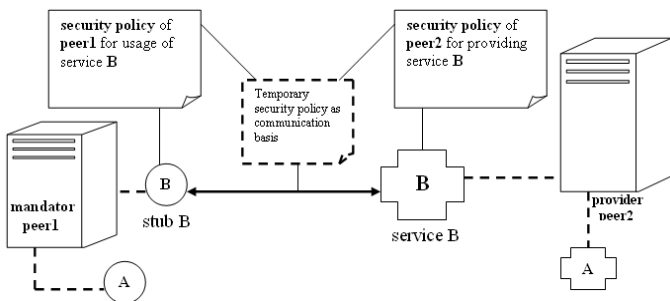 security policy of
peer1 for usage of
service B
security policy of
peer2 for providing
service B
Temporary
security policy as
communication
basis
mandator
peer1
B
stub B
B
service B
provider
peer2
A
A